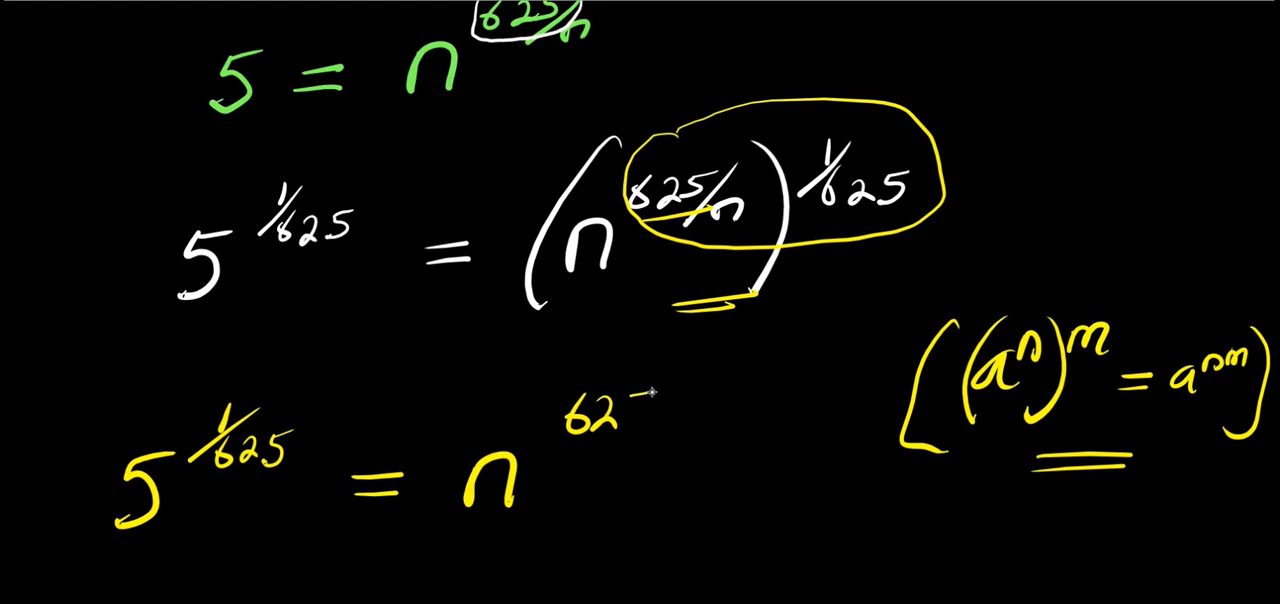 5 = n^(625/n)
5^(1/625) = (n^(625/n))^(1/625)
[(a^n)^m = a^(nm)]
5^(1/625) = n^(62